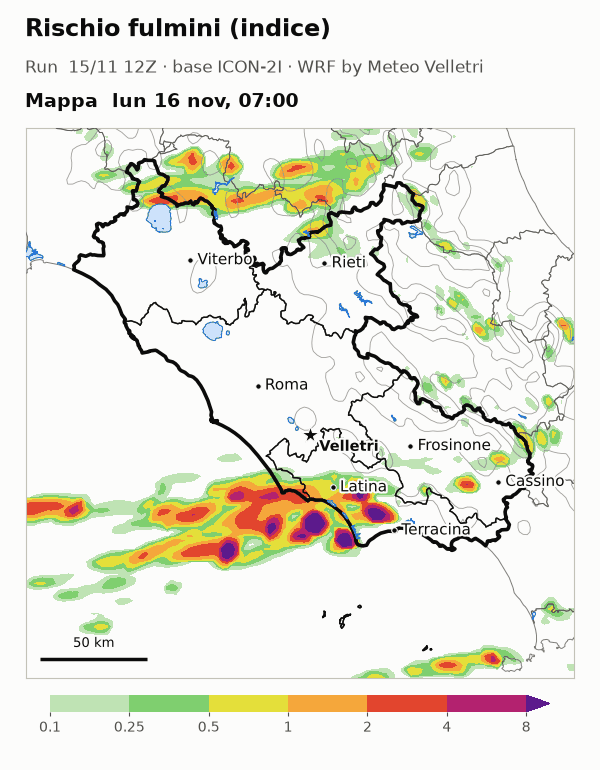 Rischio fulmini (indice)
Run 15/11 12Z · base ICON-2I · WRF by Meteo Velletri
Mappa lun 16 nov, 07:00
Viterbo
Rieti
Roma
Velletri
Frosinone
Cassino
Latina
Terracina
50 km
0.1 0.25 0.5 1 2 4 8